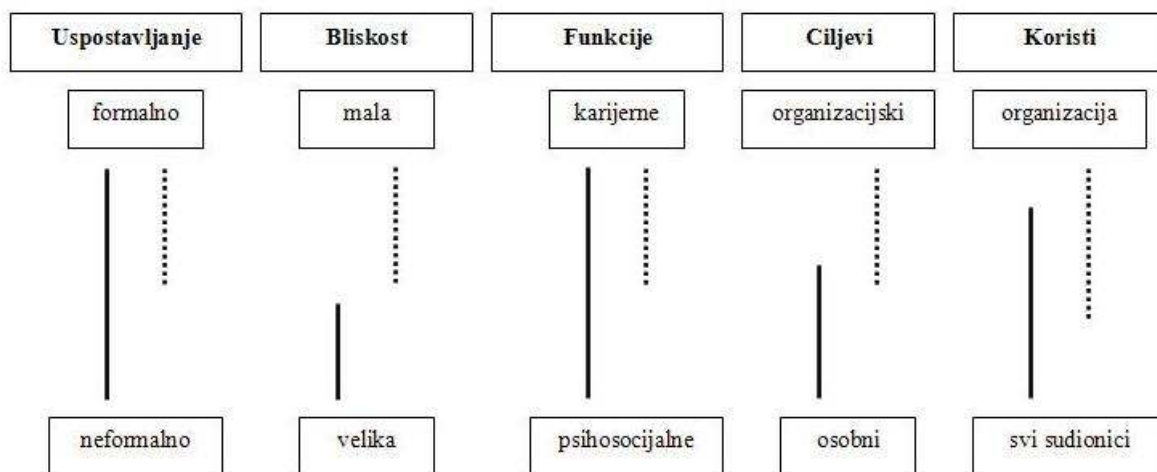 Uspostavljanje Bliskost Funkcije Ciljevi Koristi
formalno mala karijerne organizacijski organizacija
neformalno velika psihosocijalne osobni svi sudionici